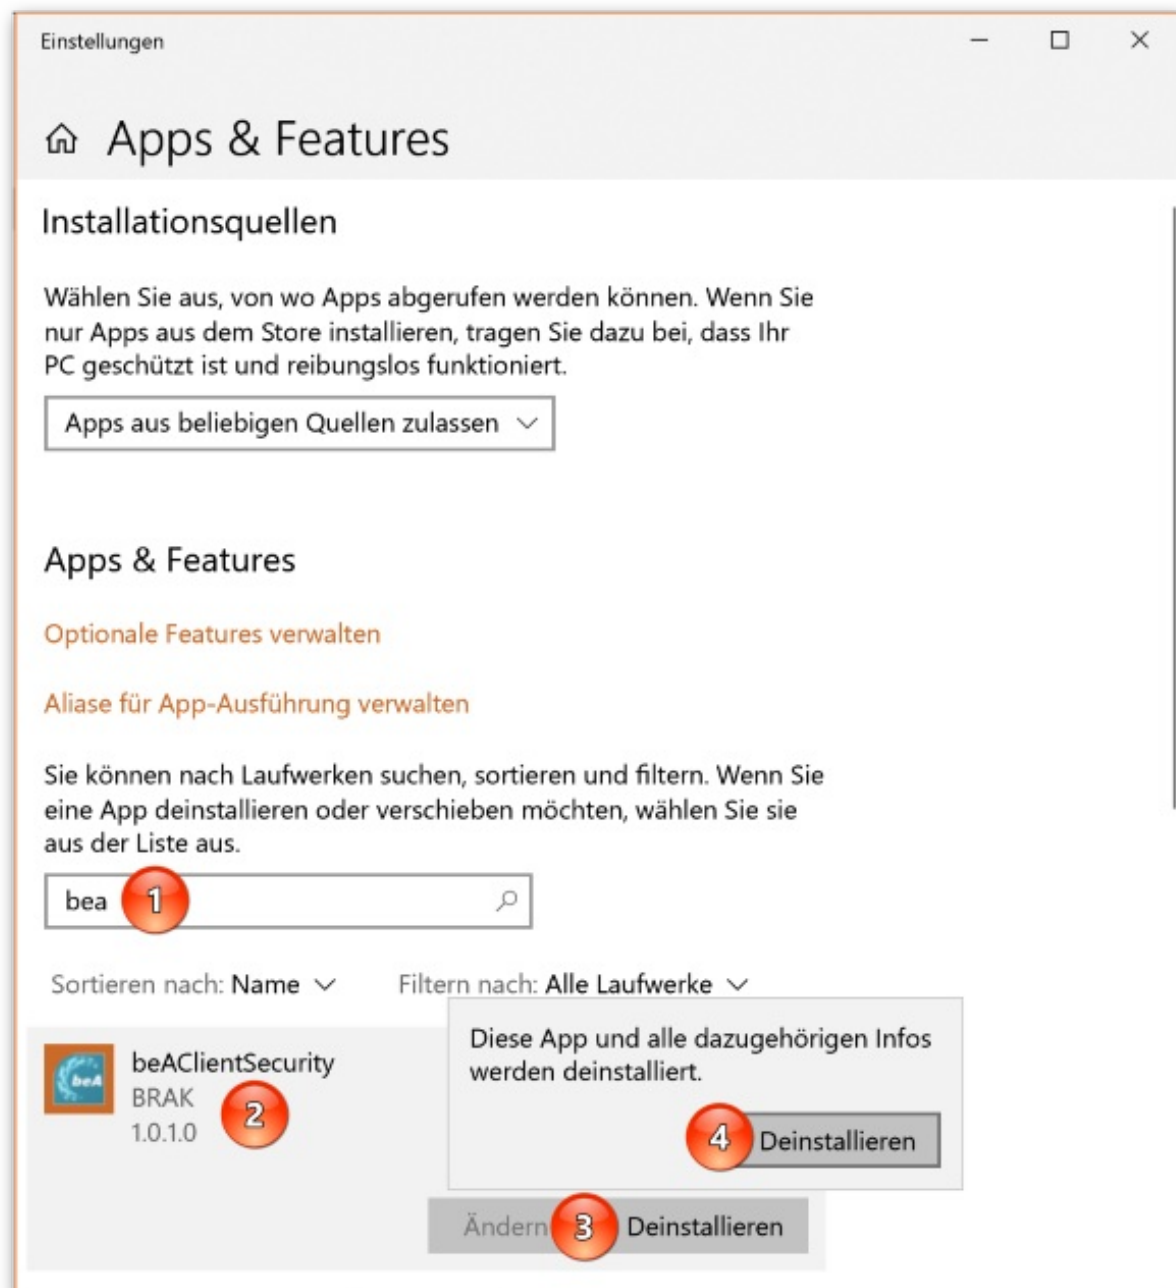 Einstellungen
Apps & Features
Installationsquellen
Wählen Sie aus, von wo Apps abgerufen werden können. Wenn Sie
nur Apps aus dem Store installieren, tragen Sie dazu bei, dass Ihr
PC geschützt ist und reibungslos funktioniert.
Apps aus beliebigen Quellen zulassen
Apps & Features
Optionale Features verwalten
Aliase für App-Ausführung verwalten
Sie können nach Laufwerken suchen, sortieren und filtern. Wenn Sie
eine App deinstallieren oder verschieben möchten, wählen Sie sie
aus der Liste aus.
bea 1
Sortieren nach: Name Filtern nach: Alle Laufwerke
beA
beAClientSecurity
BRAK
1.0.1.0
2
Diese App und alle dazugehörigen Infos
werden deinstalliert.
4 Deinstallieren
Ändern 3 Deinstallieren